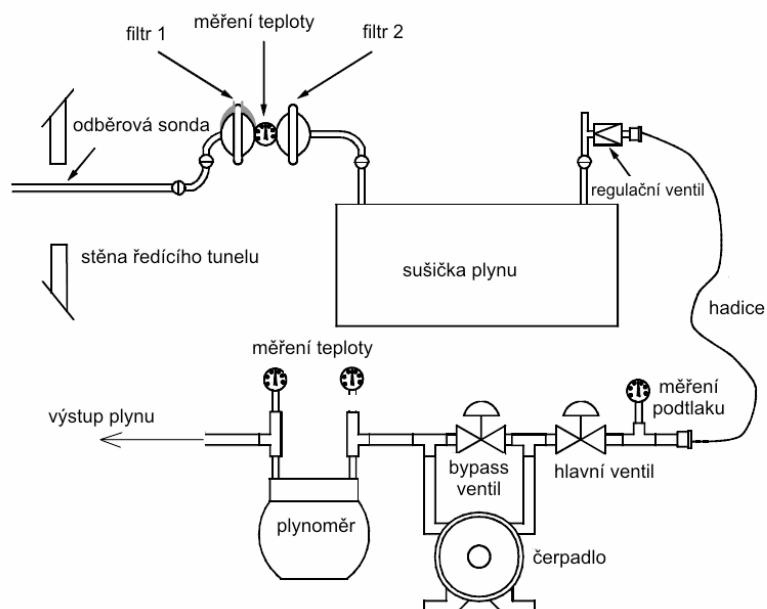 měření teploty
filtr 1
filtr 2
odběrová sonda
regulační ventil
stěna ředícího tunelu
sušička plynu
hadice
měření teploty
měření
podtlaku
výstup plynu
bypass
ventil
hlavní ventil
plynoměr
čerpadlo